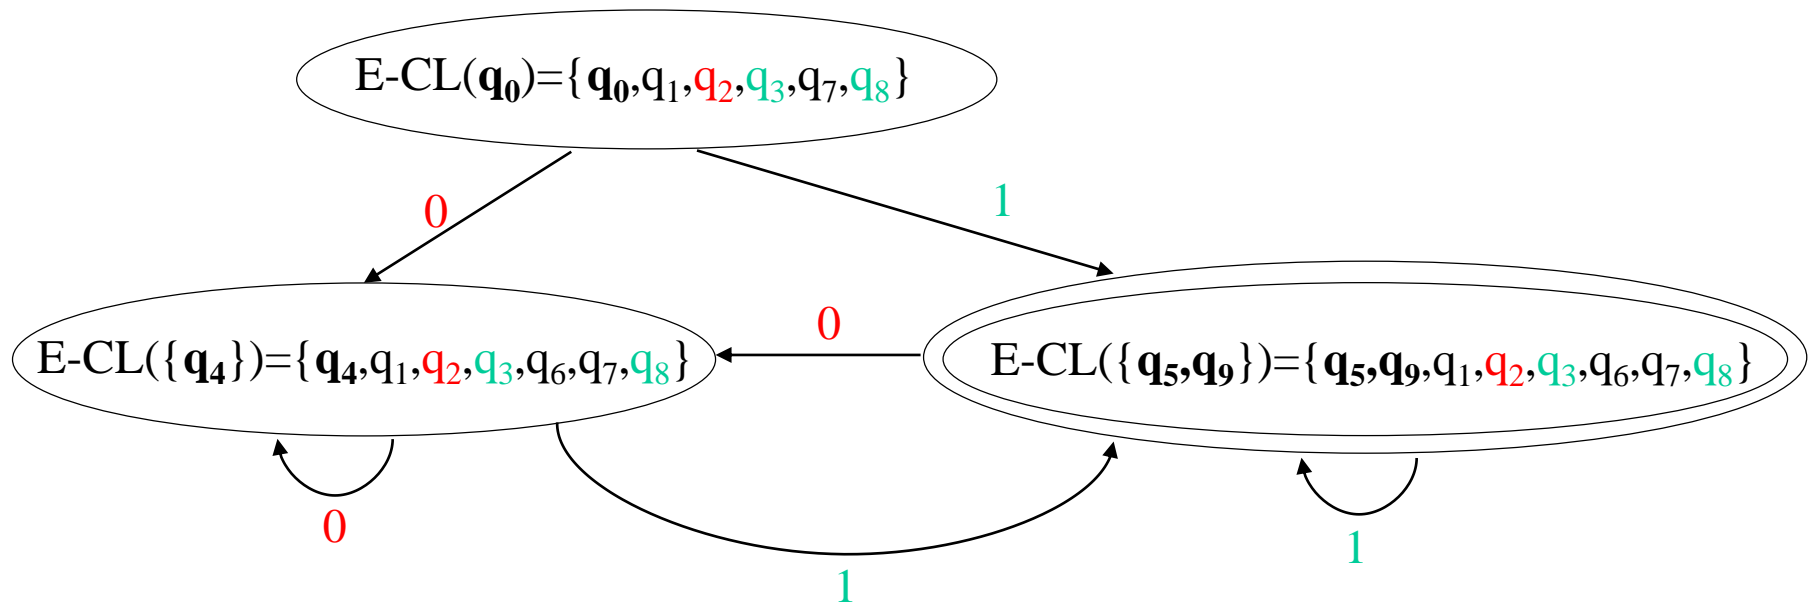 E-CL(q₀)={q₀,q₁,q₂,q₃,q₇,q₈}
0
1
0
E-CL({q₄})={q₄,q₁,q₂,q₃,q₆,q₇,q₈}
E-CL({q₅,q₉})={q₅,q₉,q₁,q₂,q₃,q₆,q₇,q₈}
0
1
1